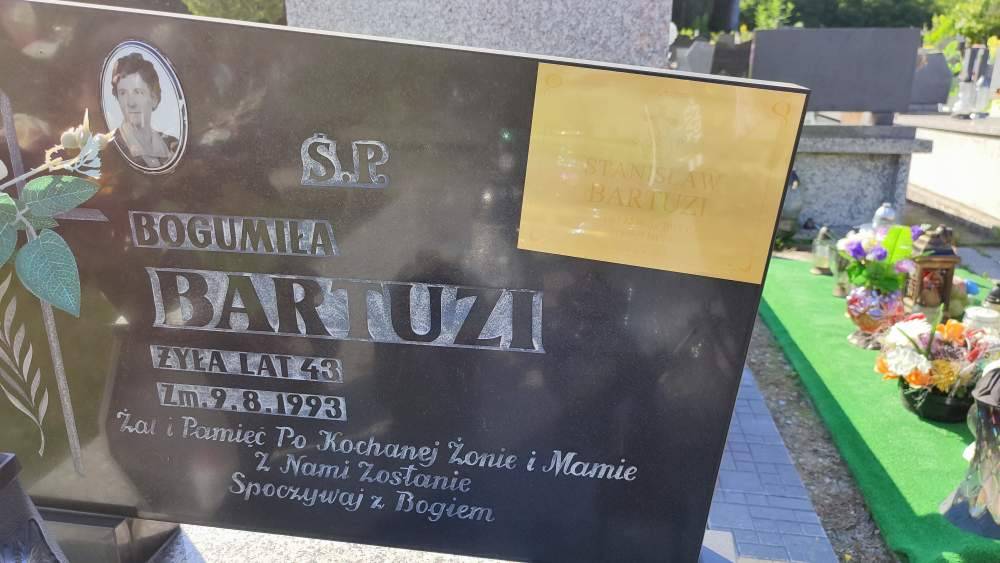 Ś.P.
BOGUMIŁA
BARTUZI
ŻYŁA LAT 43
Zm. 9.8.1993
Żal i Pamięć Po Kochanej Żonie i Mamie
Z Nami Zostanie
Spoczywaj z Bogiem
STANISŁAW
BARTUZI